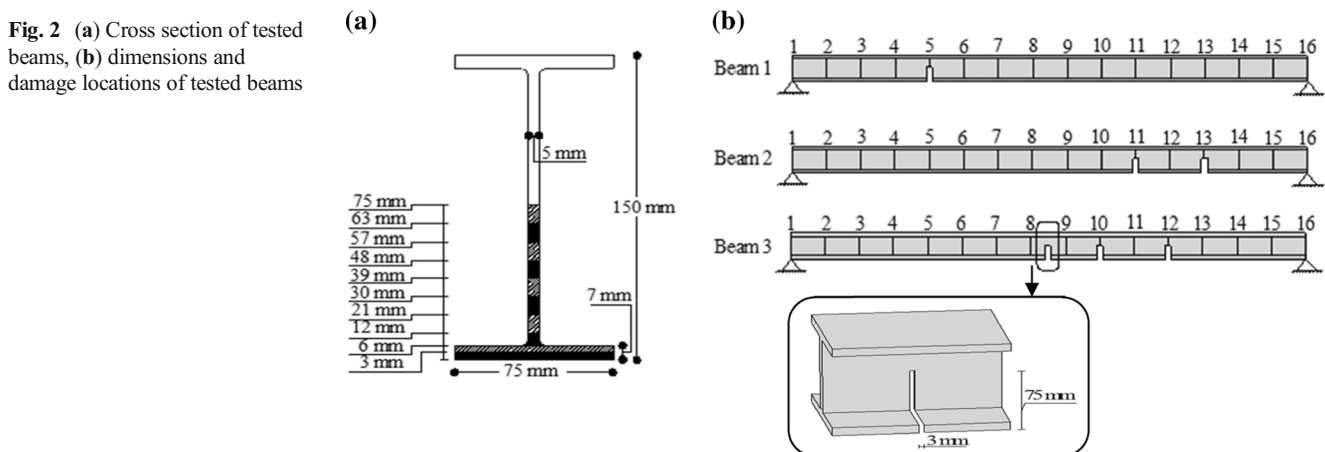 Fig. 2 (a) Cross section of tested
beams, (b) dimensions and
damage locations of tested beams
(a)
5 mm
75 mm
63 mm
57 mm
48 mm
39 mm
30 mm
21 mm
12 mm
6 mm
3 mm
150 mm
7 mm
75 mm
(b)
1 2 3 4 5 6 7 8 9 10 11 12 13 14 15 16
Beam 1
1 2 3 4 5 6 7 8 9 10 11 12 13 14 15 16
Beam 2
1 2 3 4 5 6 7 8 9 10 11 12 13 14 15 16
Beam 3
75 mm
3 mm